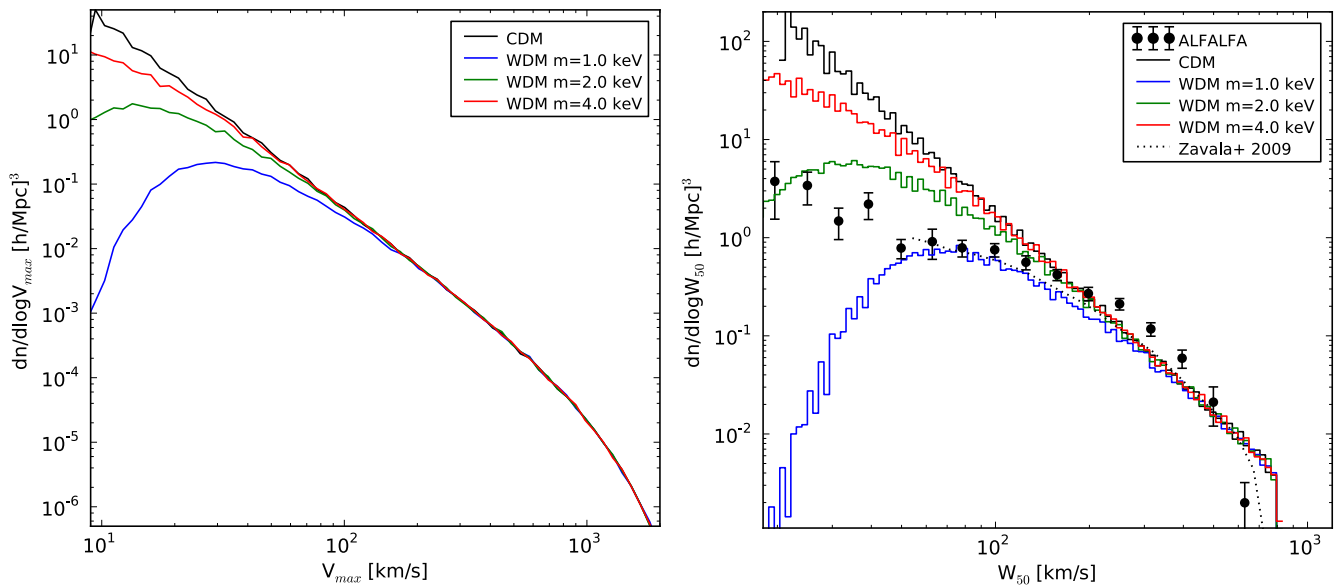 dn/dlogV_max [h/Mpc]^3
10^1
10^0
10^-1
10^-2
10^-3
10^-4
10^-5
10^-6
CDM
WDM m=1.0 keV
WDM m=2.0 keV
WDM m=4.0 keV
10^1
10^2
10^3
V_max [km/s]
dn/dlogW_50 [h/Mpc]^3
10^2
10^1
10^0
10^-1
10^-2
ALFALFA
CDM
WDM m=1.0 keV
WDM m=2.0 keV
WDM m=4.0 keV
Zavala+ 2009
10^2
10^3
W_50 [km/s]